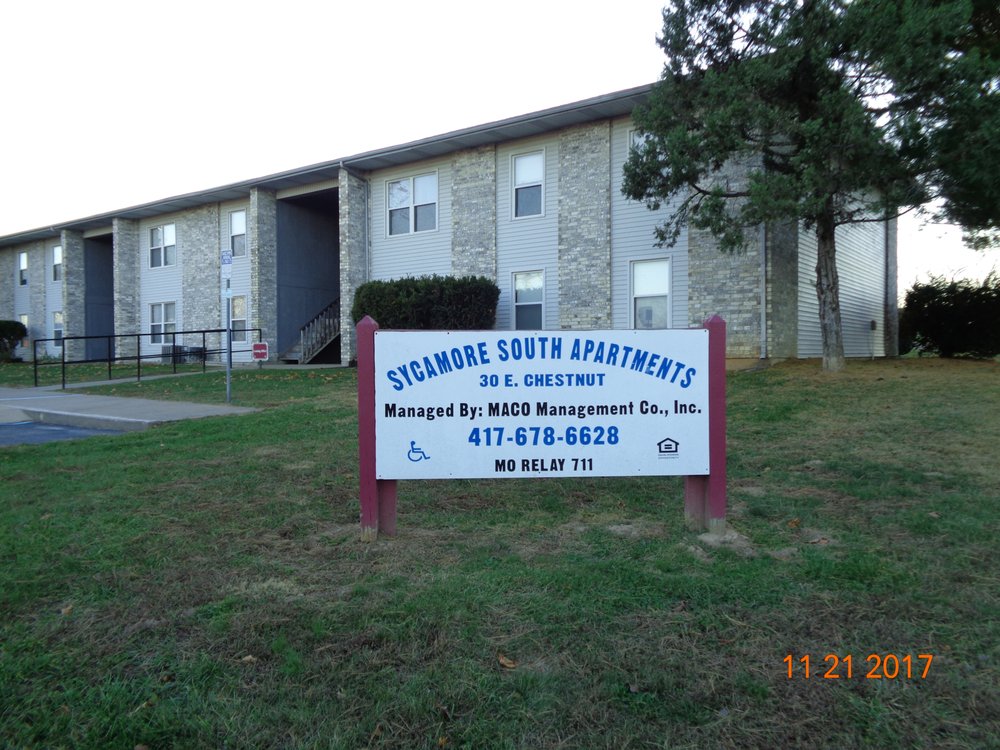 SYCAMORE SOUTH APARTMENTS
30 E. CHESTNUT
Managed By: MACO Management Co., Inc.
417-678-6628
MO RELAY 711
11 21 2017